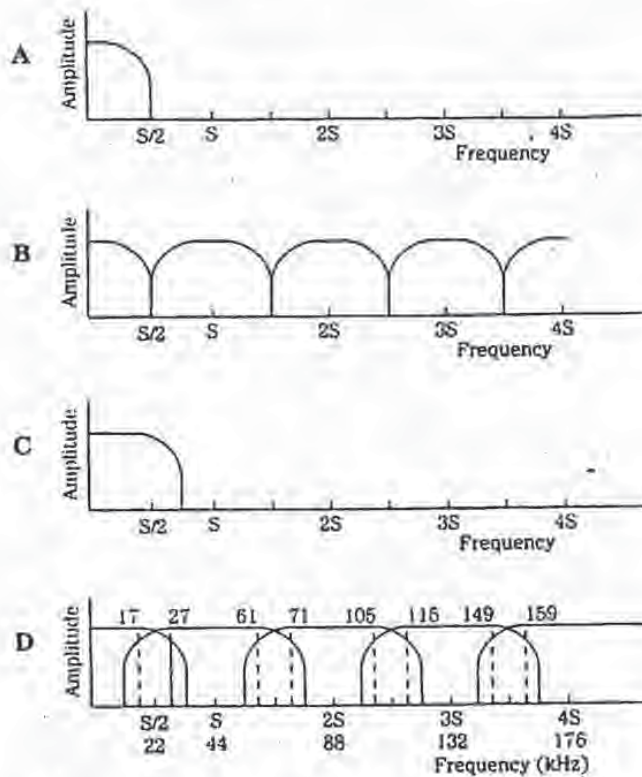 A
Amplitude
S/2 S 2S 3S 4S
Frequency
B
Amplitude
S/2 S 2S 3S 4S
Frequency
C
Amplitude
S/2 S 2S 3S 4S
Frequency
D
Amplitude
17 27 61 71 105 115 149 159
S/2 S 2S 3S 4S
22 44 88 132 176
Frequency (kHz)